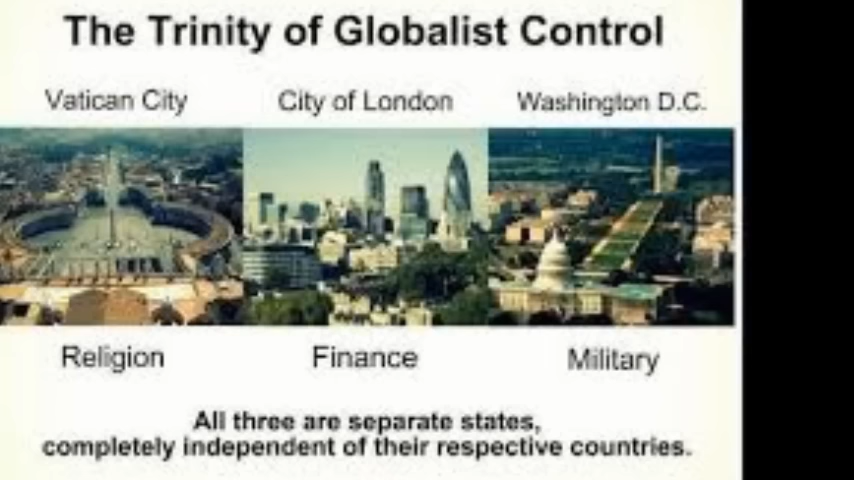 The Trinity of Globalist Control
Vatican City City of London Washington D.C.
Religion Finance Military
All three are separate states,
completely independent of their respective countries.